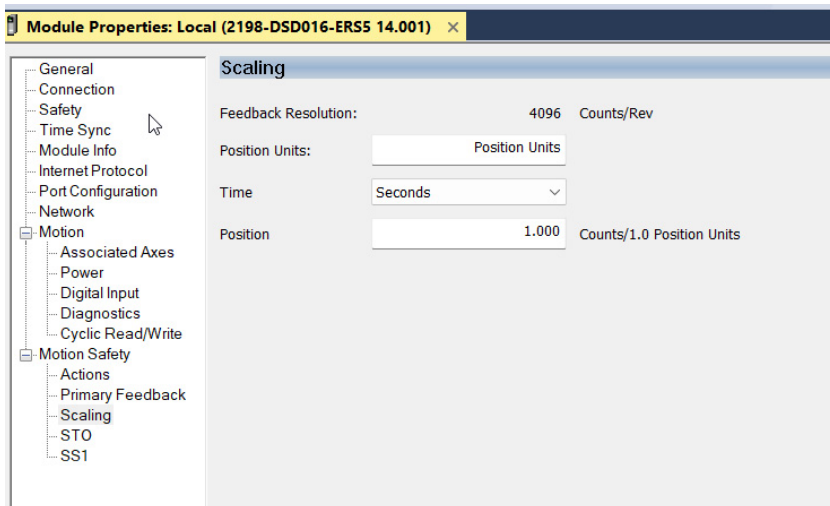 Module Properties: Local (2198-DSD016-ERS5 14.001) ×
General
Connection
Safety
Time Sync
Module Info
Internet Protocol
Port Configuration
Network
Motion
Associated Axes
Power
Digital Input
Diagnostics
Cyclic Read/Write
Motion Safety
Actions
Primary Feedback
Scaling
STO
SS1
Scaling
Feedback Resolution: 4096 Counts/Rev
Position Units: Position Units
Time Seconds
Position 1.000 Counts/1.0 Position Units